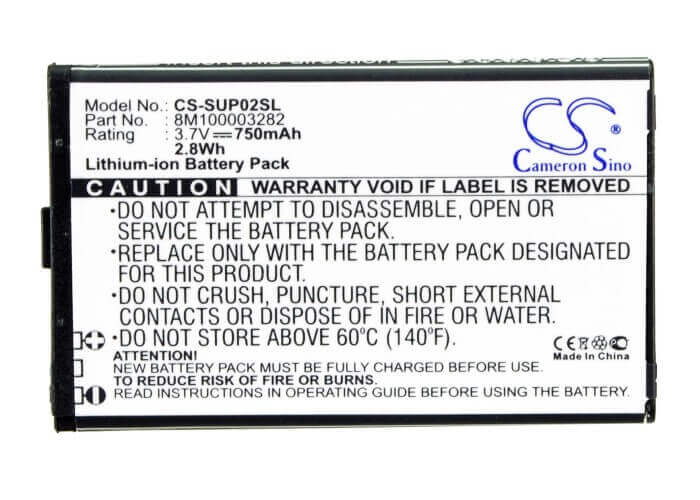 Model No.: CS-SUP02SL
Part No.: 8M100003282
Rating: 3.7V⎓750mAh
2.8Wh
Lithium-ion Battery Pack
CS
Cameron Sino
CAUTION WARRANTY VOID IF LABEL IS REMOVED
•DO NOT ATTEMPT TO DISASSEMBLE, OPEN OR
SERVICE THE BATTERY PACK.
•REPLACE ONLY WITH THE BATTERY PACK DESIGNATED
FOR THIS PRODUCT.
•DO NOT CRUSH, PUNCTURE, SHORT EXTERNAL
CONTACTS, OR DISPOSE OF IN FIRE OR WATER.
•DO NOT STORE ABOVE 60°C (140°F).
ATTENTION!
NEW BATTERY PACK MUST BE FULLY CHARGED BEFORE USE TO
REDUCE RISK OF FIRE OR BURNS.
READ INSTRUCTIONS IN OPERATING GUIDE BEFORE USING BATTERY.
CE
Made In China
+
-